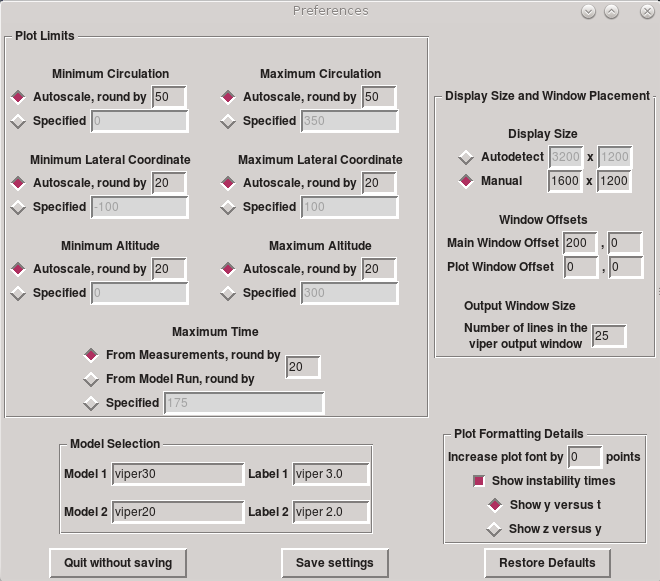 Preferences
Plot Limits
Minimum Circulation
Autoscale, round by 50
Specified 0
Maximum Circulation
Autoscale, round by 50
Specified 350
Minimum Lateral Coordinate
Autoscale, round by 20
Specified -100
Maximum Lateral Coordinate
Autoscale, round by 20
Specified 100
Minimum Altitude
Autoscale, round by 20
Specified 0
Maximum Altitude
Autoscale, round by 20
Specified 300
Maximum Time
From Measurements, round by
20
From Model Run, round by
Specified 175
Display Size and Window Placement
Display Size
Autodetect 3200 x 1200
Manual 1600 x 1200
Window Offsets
Main Window Offset 200 , 0
Plot Window Offset 0 , 0
Output Window Size
Number of lines in the
viper output window
25
Model Selection
Model 1 viper30 Label 1 viper 3.0
Model 2 viper20 Label 2 viper 2.0
Plot Formatting Details
Increase plot font by 0 points
Show instability times
Show y versus t
Show z versus y
Quit without saving
Save settings
Restore Defaults